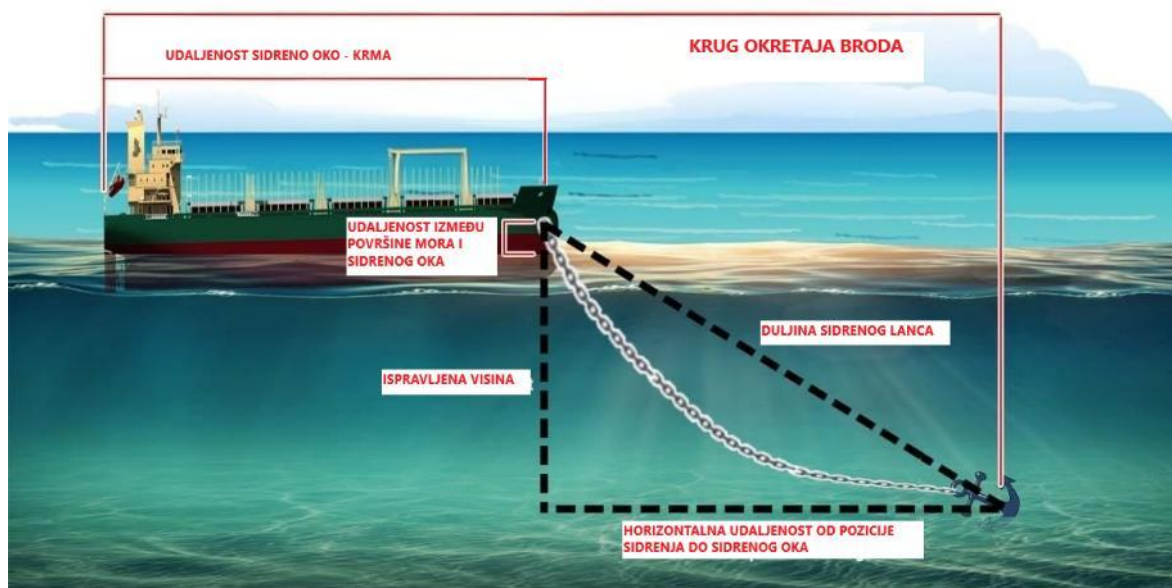 KRUG OKRETAJA BRODA
UDALJENOST SIDRENO OKO - KRMA
UDALJENOST IZMEĐU
POVRŠINE MORA I
SIDRENOG OKA
DULJINA SIDRENOG LANCA
ISPRAVLJENA VISINA
HORIZONTALNA UDALJENOST OD POZICIJE
SIDRENJA DO SIDRENOG OKA